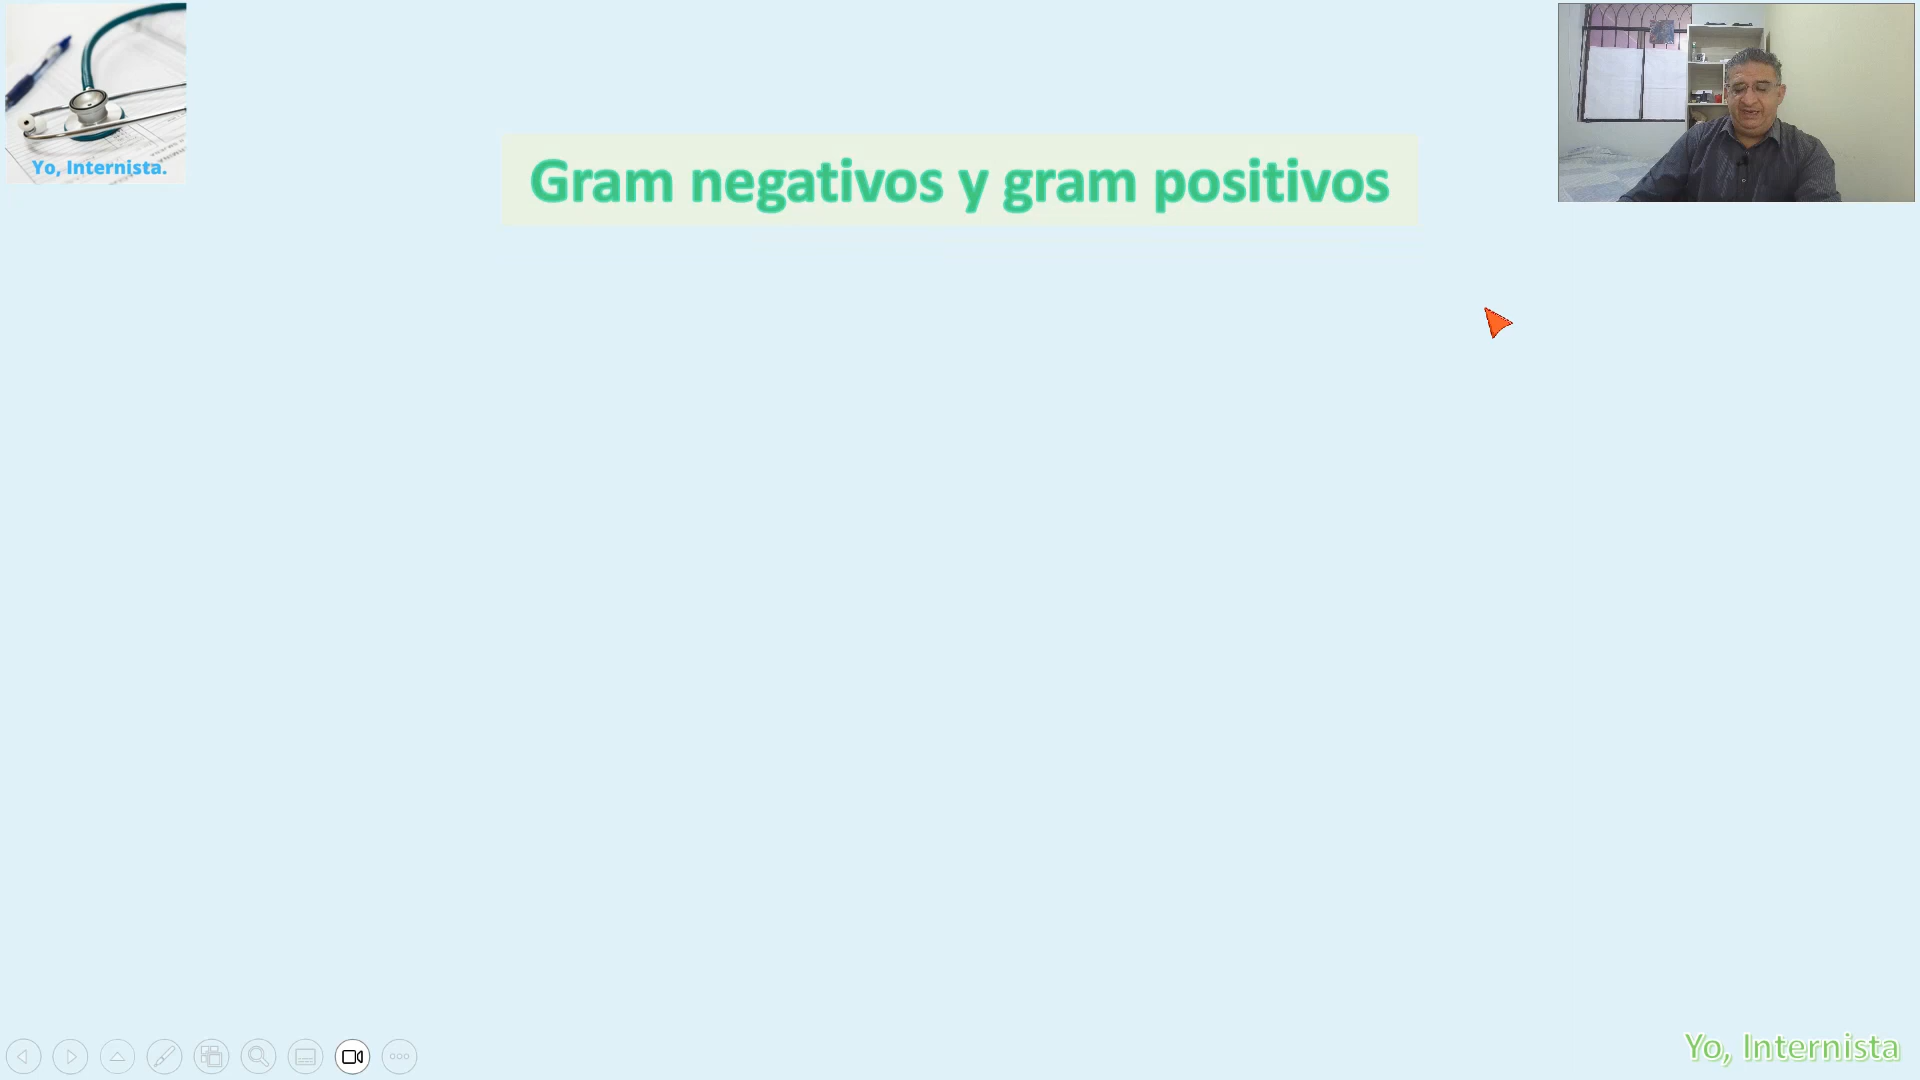 Yo, Internista.
Gram negativos y gram positivos
Yo, Internista